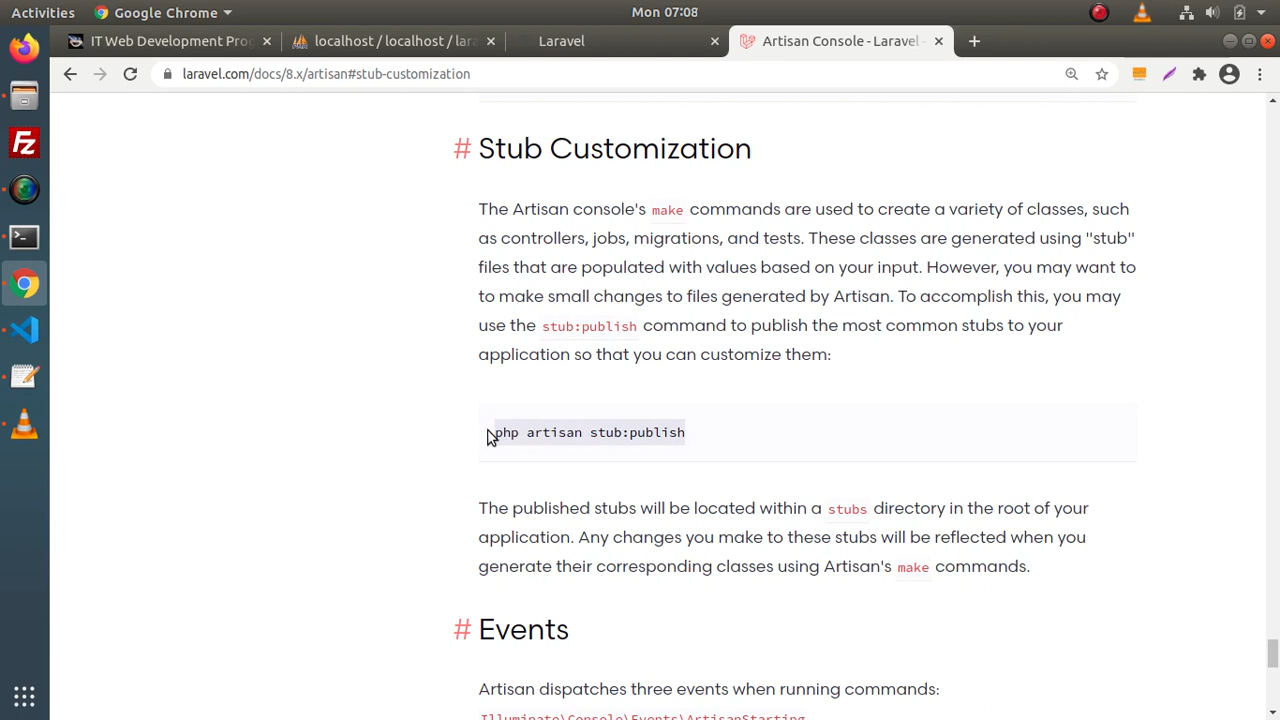 Activities
Google Chrome
Mon 07:08
IT Web Development Pro
localhost / localhost / lara
Laravel
Artisan Console - Laravel -
laravel.com/docs/8.x/artisan#stub-customization
# Stub Customization
The Artisan console's make commands are used to create a variety of classes, such
as controllers, jobs, migrations, and tests. These classes are generated using "stub"
files that are populated with values based on your input. However, you may want to
to make small changes to files generated by Artisan. To accomplish this, you may
use the stub:publish command to publish the most common stubs to your
application so that you can customize them:
php artisan stub:publish
The published stubs will be located within a stubs directory in the root of your
application. Any changes you make to these stubs will be reflected when you
generate their corresponding classes using Artisan's make commands.
# Events
Artisan dispatches three events when running commands:
Illuminate\Console\Events\ArtisanStarting